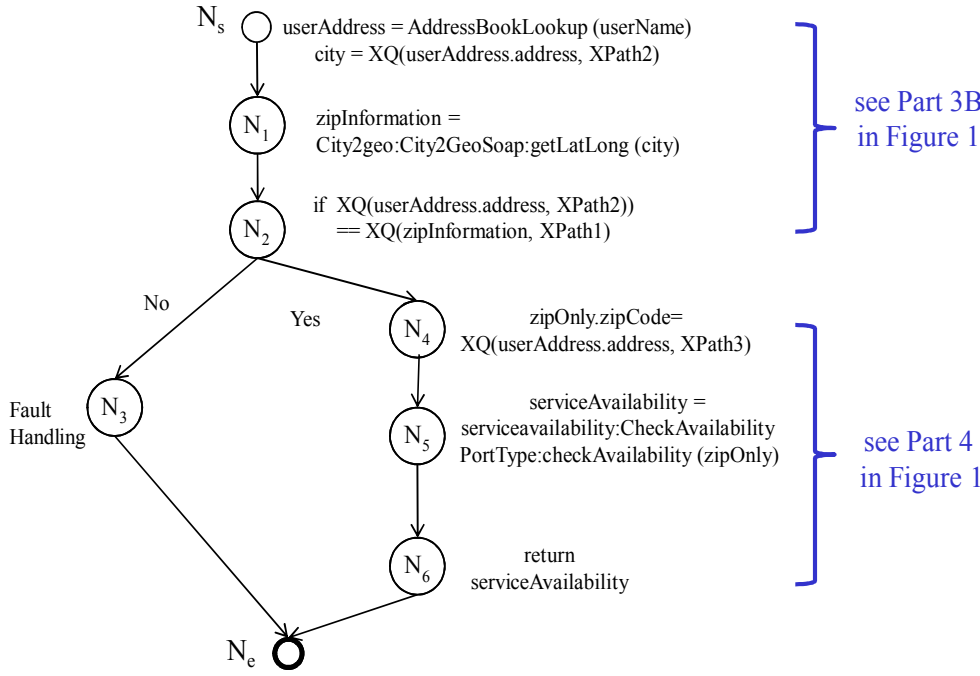 Ns
userAddress = AddressBookLookup (userName)
city = XQ(userAddress.address, XPath2)
N1
zipInformation =
City2geo:City2GeoSoap:getLatLong (city)
see Part 3B
in Figure 1
N2
if XQ(userAddress.address, XPath2))
== XQ(zipInformation, XPath1)
No
Yes
N4
zipOnly.zipCode=
XQ(userAddress.address, XPath3)
Fault
Handling
N3
N5
serviceAvailability =
serviceavailability:CheckAvailability
PortType:checkAvailability (zipOnly)
see Part 4
in Figure 1
N6
return
serviceAvailability
Ne